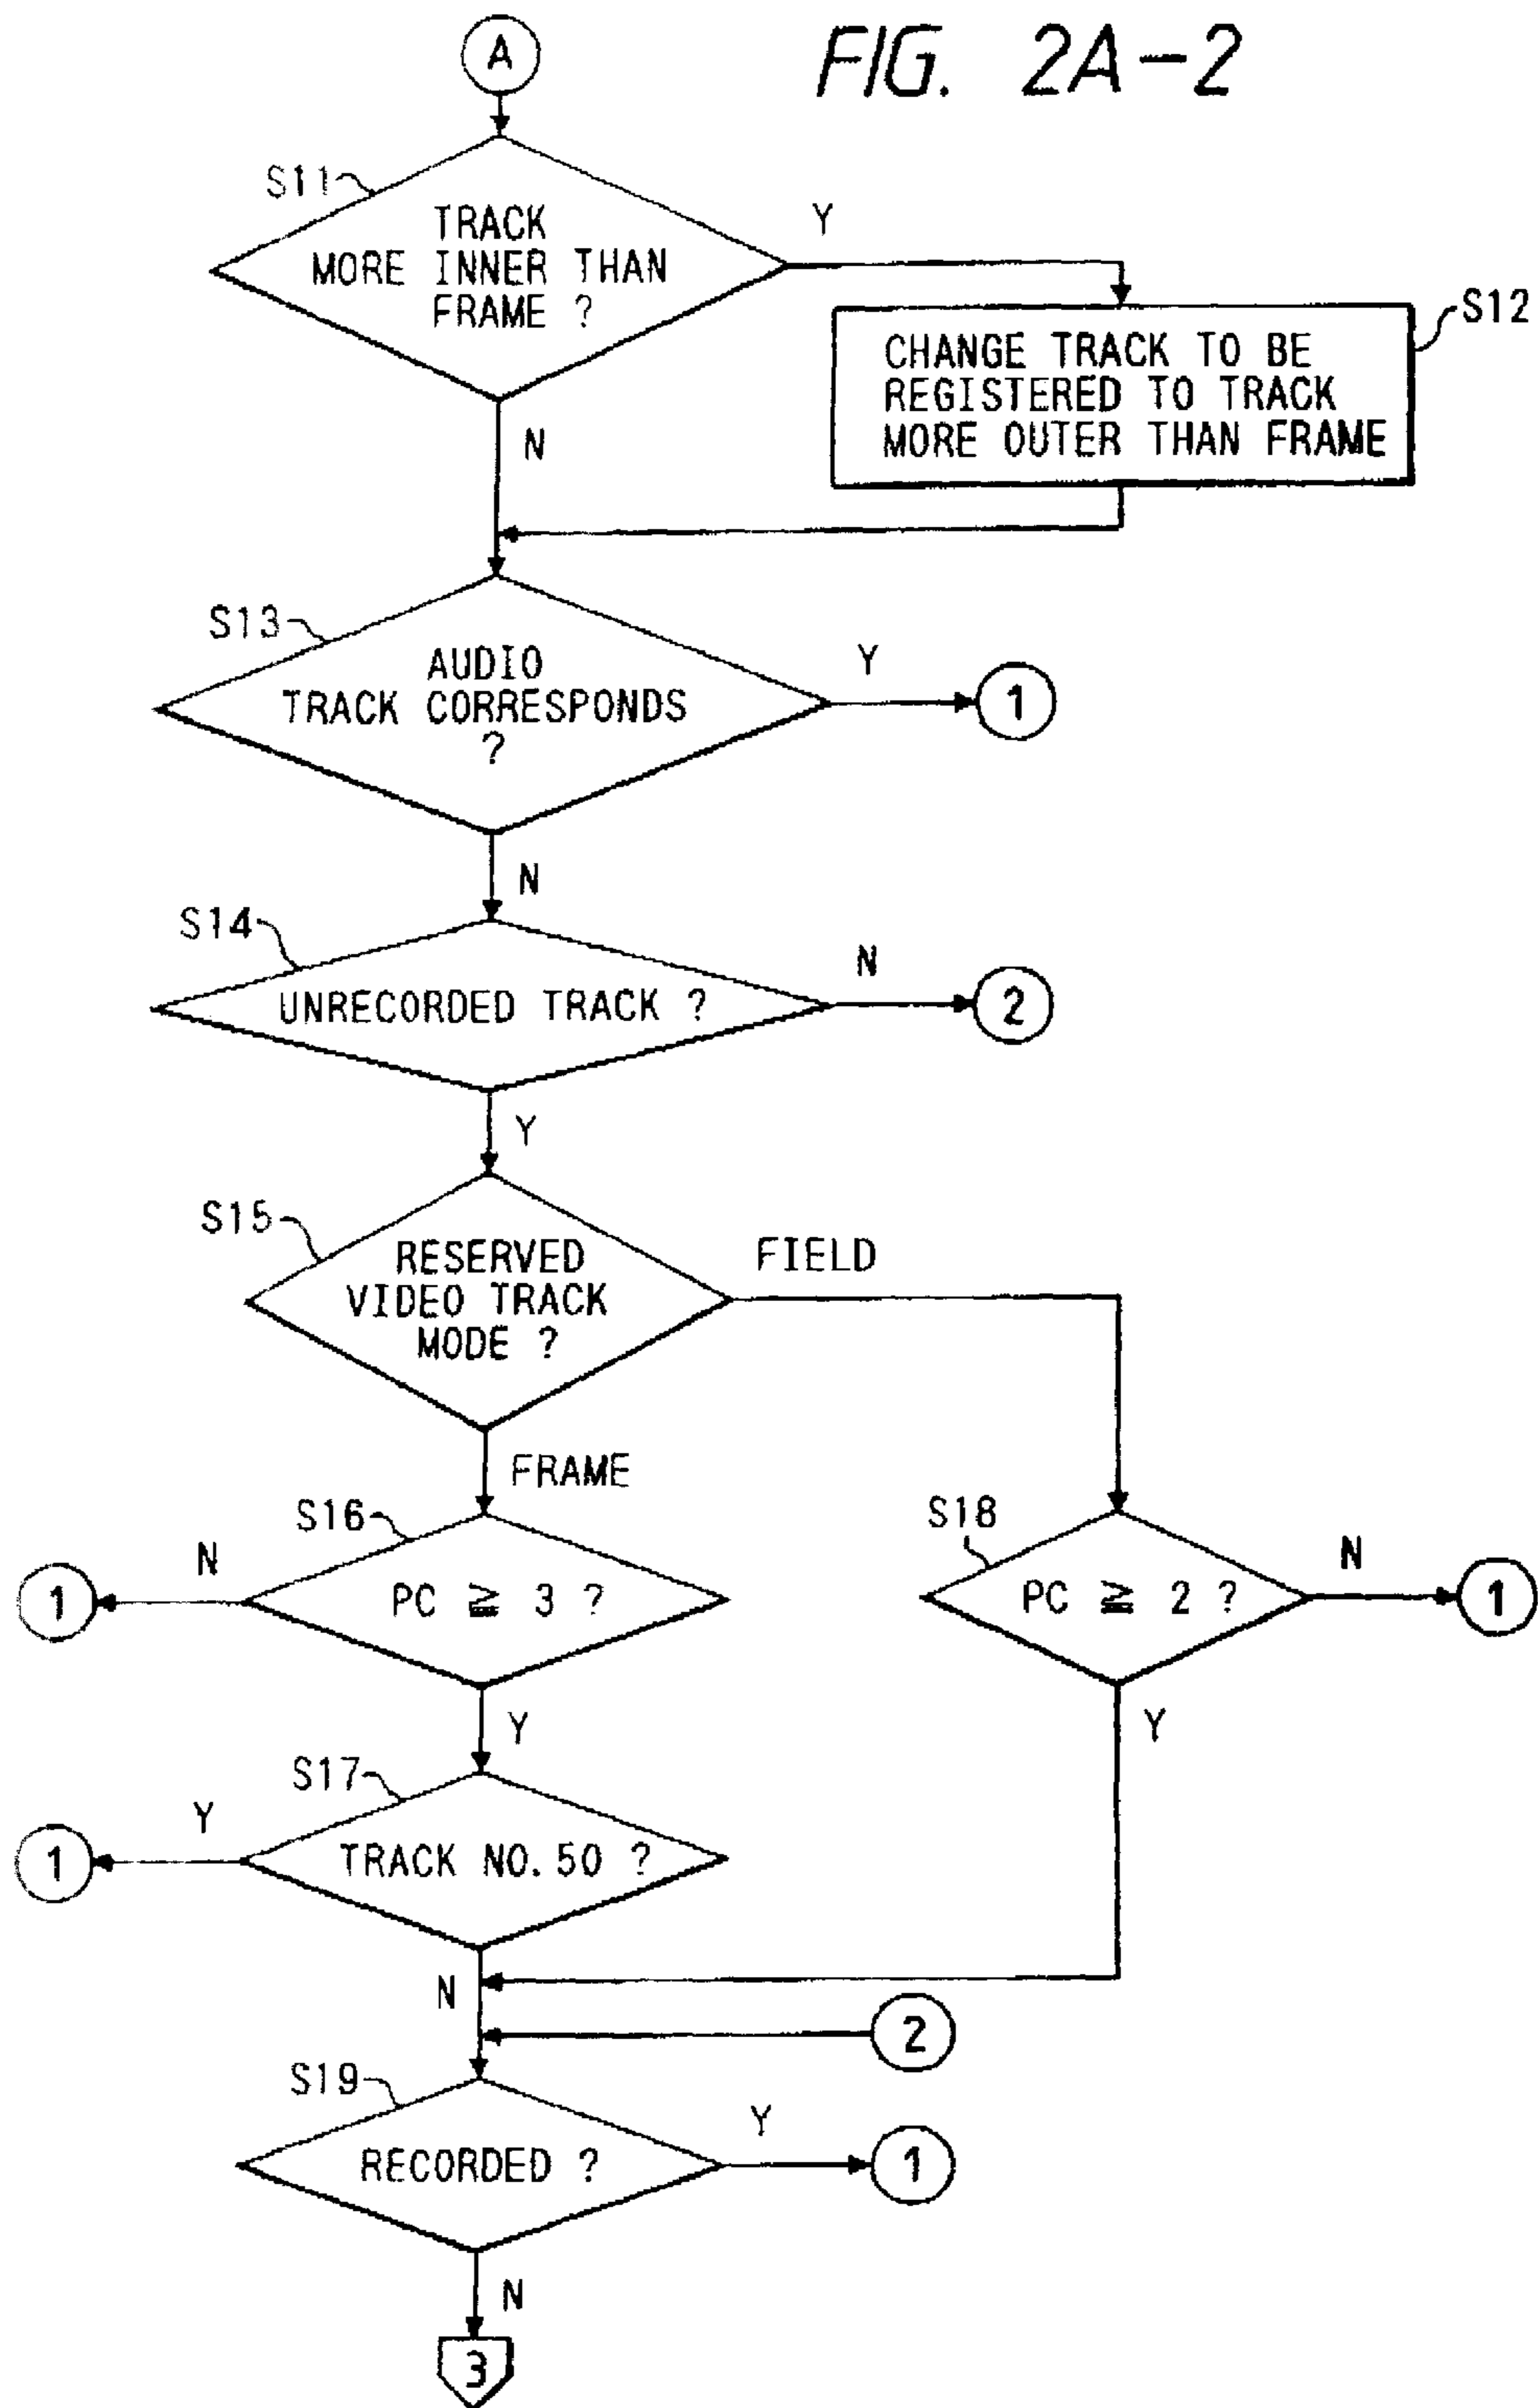 FIG. 2A-2
A
S11
TRACK
MORE INNER THAN
FRAME ?
Y
S12
CHANGE TRACK TO BE
REGISTERED TO TRACK
MORE OUTER THAN FRAME
N
S13
AUDIO
TRACK CORRESPONDS
?
Y
1
N
S14
UNRECORDED TRACK ?
N
2
Y
S15
RESERVED
VIDEO TRACK
MODE ?
FIELD
FRAME
S16
N
1
PC ≧ 3 ?
S18
PC ≧ 2 ?
N
1
Y
Y
S17
Y
1
TRACK NO. 50 ?
N
2
S19
RECORDED ?
Y
1
N
3